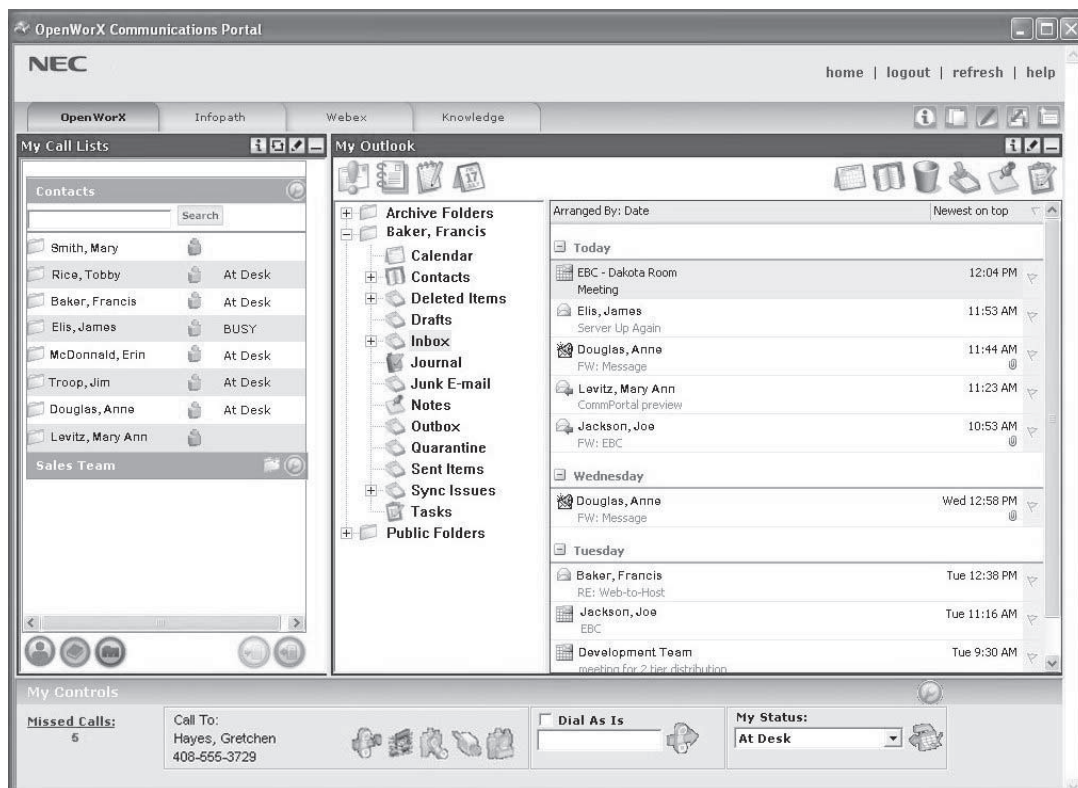 OpenWorX Communications Portal
NEC
home | logout | refresh | help
OpenWorX Infopath Webex Knowledge
My Call Lists
Contacts
Search
Smith, Mary
Rice, Tobby At Desk
Baker, Francis At Desk
Elis, James BUSY
McDonnald, Erin At Desk
Troop, Jim At Desk
Douglas, Anne At Desk
Levitz, Mary Ann
Sales Team
My Outlook
17
Archive Folders
Baker, Francis
Calendar
Contacts
Deleted Items
Drafts
Inbox
Journal
Junk E-mail
Notes
Outbox
Quarantine
Sent Items
Sync Issues
Tasks
Public Folders
Arranged By: Date Newest on top
Today
EBC - Dakota Room 12:04 PM
Meeting
Elis, James 11:53 AM
Server Up Again
Douglas, Anne 11:44 AM
FW: Message
Levitz, Mary Ann 11:23 AM
CommPortal preview
Jackson, Joe 10:53 AM
FW: EBC
Wednesday
Douglas, Anne Wed 12:58 PM
FW: Message
Tuesday
Baker, Francis Tue 12:38 PM
RE: Web-to-Host
Jackson, Joe Tue 11:16 AM
EBC
Development Team Tue 9:30 AM
meeting for 2 tier distribution
My Controls
Missed Calls:
5
Call To:
Hayes, Gretchen
408-555-3729
Dial As Is
My Status:
At Desk